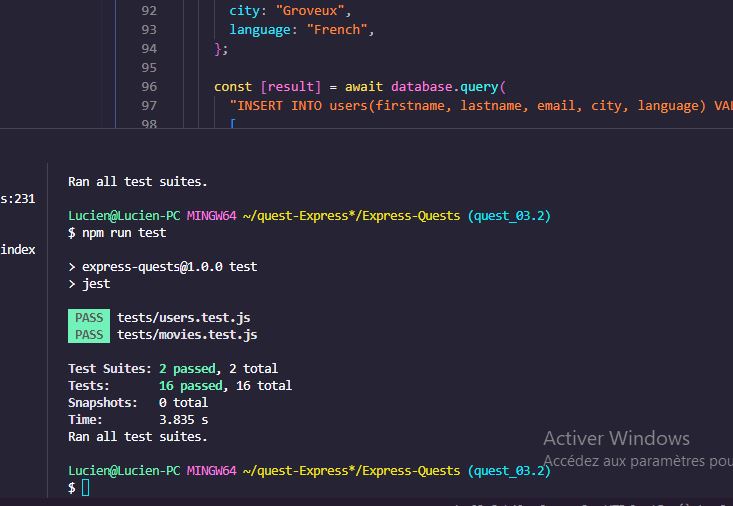 92 city: "Groveux",
93 language: "French",
94 };
95
96 const [result] = await database.query(
97 "INSERT INTO users(firstname, lastname, email, city, language) VAL
98 [
Ran all test suites.
s:231
Lucien@Lucien-PC MINGW64 ~/quest-Express*/Express-Quests (quest_03.2)
$ npm run test
index
> express-quests@1.0.0 test
> jest
PASS tests/users.test.js
PASS tests/movies.test.js
Test Suites: 2 passed, 2 total
Tests: 16 passed, 16 total
Snapshots: 0 total
Time: 3.835 s
Ran all test suites.
Activer Windows
Accédez aux paramètres pou
Lucien@Lucien-PC MINGW64 ~/quest-Express*/Express-Quests (quest_03.2)
$